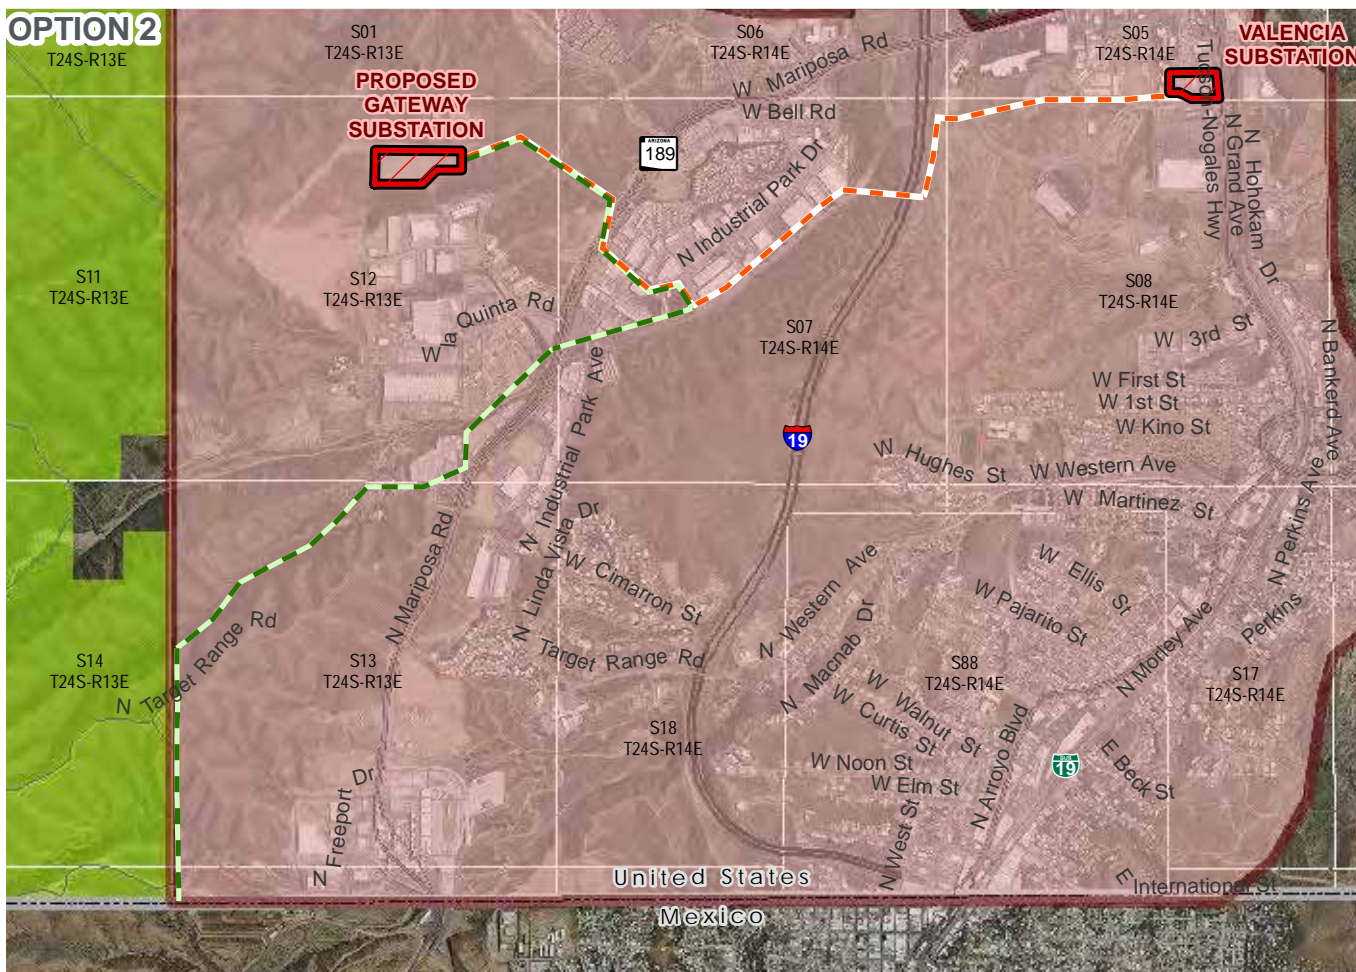 OPTION 2
T24S-R13E
S01
T24S-R13E
S06
T24S-R14E
S05
T24S-R14E
VALENCIA
SUBSTATION
PROPOSED
GATEWAY
SUBSTATION
W Mariposa Rd
W Bell Rd
ARIZONA
189
N Industrial Park Dr
Tucson-Nogales Hwy
N Grand Ave
N Hohokam Dr
S11
T24S-R13E
S12
T24S-R13E
W la Quinta Rd
S07
T24S-R14E
S08
T24S-R14E
W 3rd St
N Bankerd Ave
W First St
W 1st St
W Kino St
19
W Hughes St
W Western Ave
W Martinez St
N Industrial Park Ave
N Linda Vista Dr
N Mariposa Rd
W Cimarron St
N Western Ave
W Ellis St
W Pajarito St
N Perkins Ave
Perkins
N Morley Ave
N Target Range Rd
Target Range Rd
N Macnab Dr
S14
T24S-R13E
S13
T24S-R13E
S88
T24S-R14E
S17
T24S-R14E
S18
T24S-R14E
W Walnut St
W Curtis St
W Noon St
W Elm St
N Arroyo Blvd
BUS
19
E Beck St
N Freeport Dr
N West St
E International St
United States
Mexico